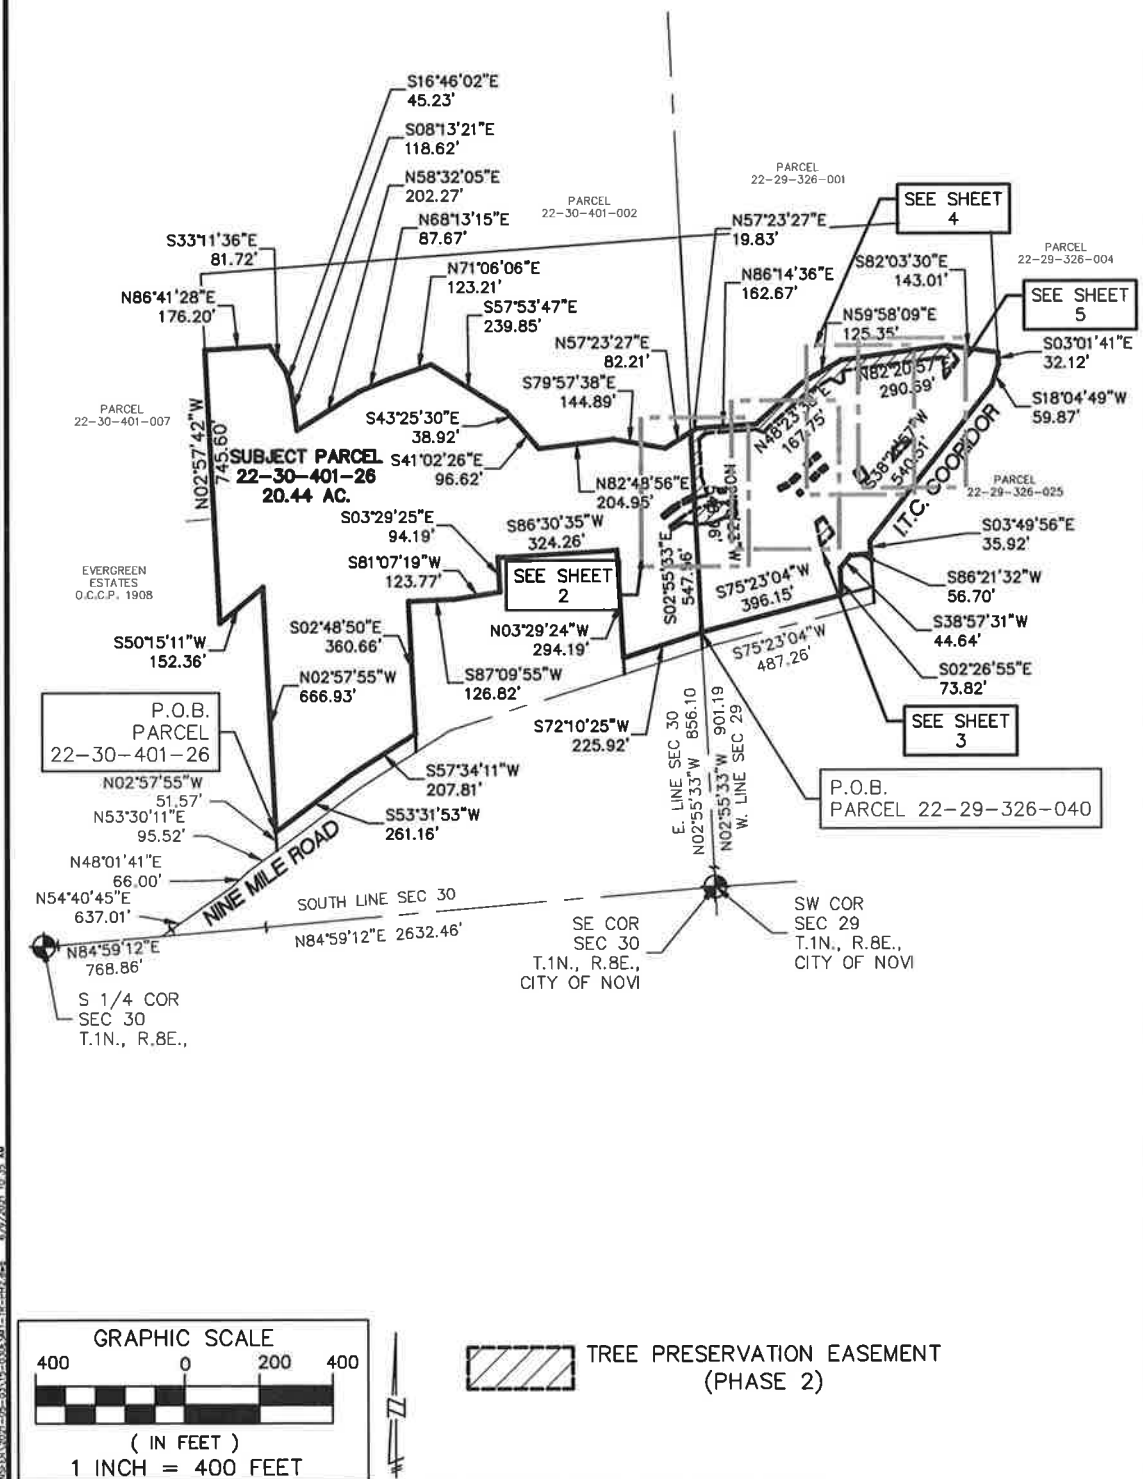 S16°46'02"E
45.23'
S08°13'21"E
118.62'
N58°32'05"E
202.27'
N68°13'15"E
87.67'
S33°11'36"E
81.72'
N86°41'28"E
176.20'
N71°06'06"E
123.21'
S57°53'47"E
239.85'
PARCEL
22-30-401-002
PARCEL
22-29-326-001
SEE SHEET
4
N57°23'27"E
19.83'
N86°14'36"E
162.67'
S82°03'30"E
143.01'
PARCEL
22-29-326-004
SEE SHEET
5
N59°58'09"E
125.35'
S03°01'41"E
32.12'
N57°23'27"E
82.21'
S79°57'38"E
144.89'
N82°20'57"E
290.69'
S18°04'49"W
59.87'
PARCEL
22-30-401-007
N02°57'42"W
745.60'
S43°25'30"E
38.92'
N48°23'30"E
167.75'
540.51'
I.T.C. COORIDOR
SUBJECT PARCEL
22-30-401-26
20.44 AC.
S41°02'26"E
96.62'
N82°48'56"E
204.95'
PARCEL
22-29-326-025
S03°29'25"E
94.19'
S86°30'35"W
324.26'
S03°49'56"E
35.92'
S81°07'19"W
123.77'
SEE SHEET
2
S02°55'33"E
547.56'
S75°23'04"W
396.15'
S86°21'32"W
56.70'
EVERGREEN
ESTATES
O.C.C.P. 1908
S50°15'11"W
152.36'
S02°48'50"E
360.66'
N03°29'24"W
294.19'
S75°23'04"W
487.26'
S38°57'31"W
44.64'
N02°57'55"W
666.93'
S87°09'55"W
126.82'
S02°26'55"E
73.82'
P.O.B.
PARCEL
22-30-401-26
S72°10'25"W
225.92'
SEE SHEET
3
E. LINE SEC 30
N02°55'33"W 856.10
N02°55'33"W 901.19
W. LINE SEC 29
N02°57'55"W
51.57'
S57°34'11"W
207.81'
P.O.B.
PARCEL 22-29-326-040
N53°30'11"E
95.52'
S53°31'53"W
261.16'
N48°01'41"E
66.00'
NINE MILE ROAD
N54°40'45"E
637.01'
SOUTH LINE SEC 30
N84°59'12"E 2632.46'
N84°59'12"E
768.86'
SE COR
SEC 30
T.1N., R.8E.,
CITY OF NOVI
SW COR
SEC 29
T.1N., R.8E.,
CITY OF NOVI
S 1/4 COR
SEC 30
T.1N., R.8E.,
GRAPHIC SCALE
400 0 200 400
( IN FEET )
1 INCH = 400 FEET
TREE PRESERVATION EASEMENT
(PHASE 2)